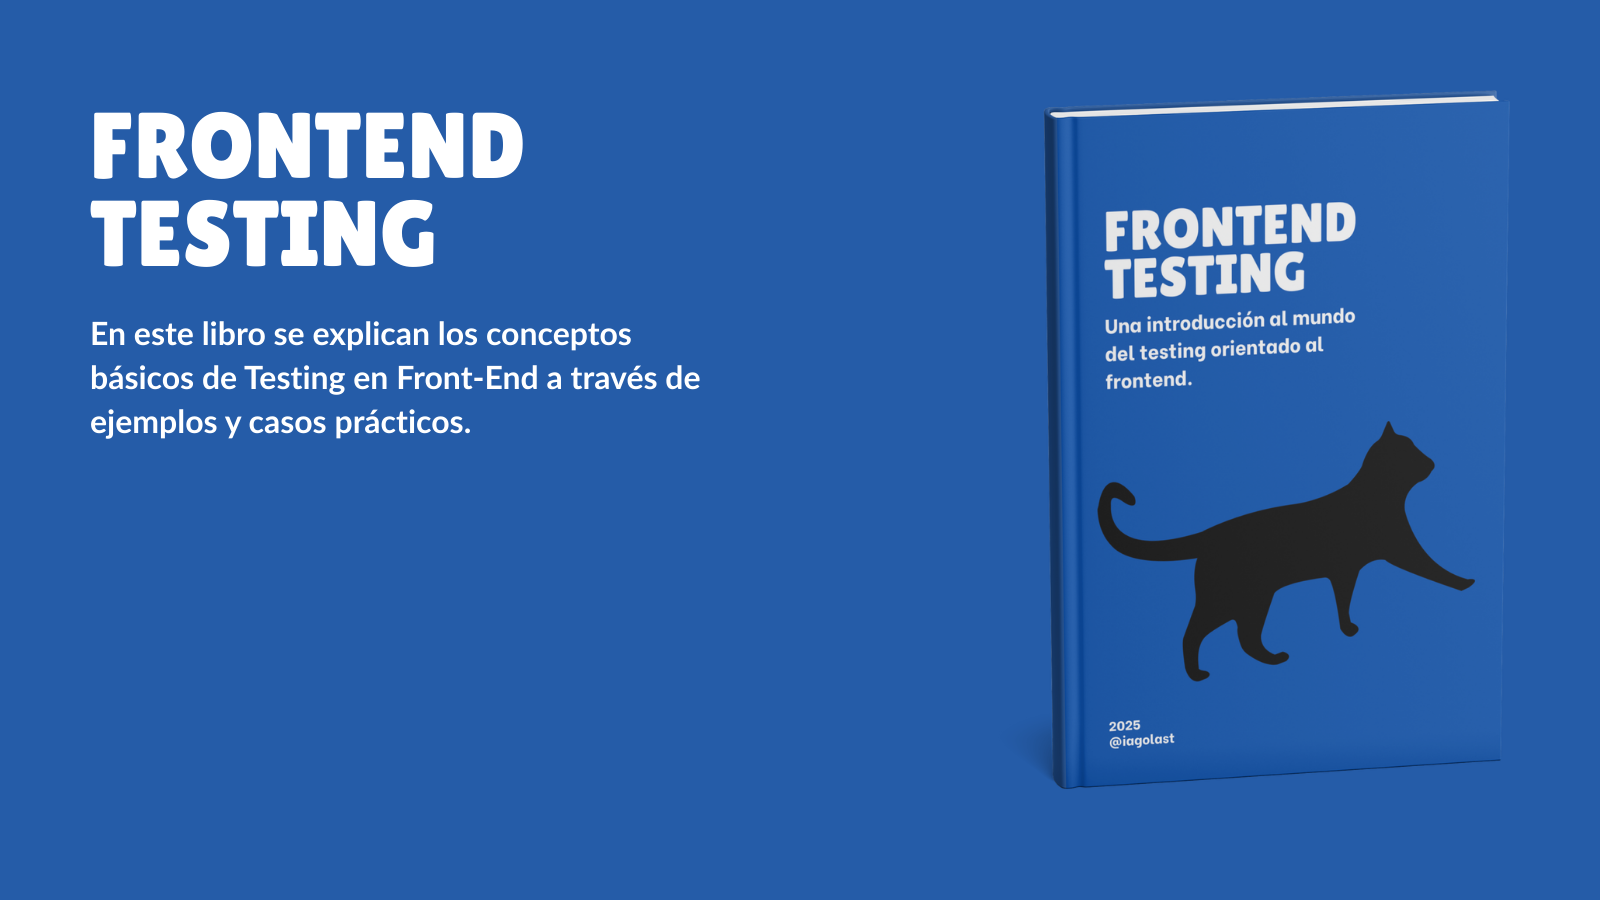 FRONTEND
TESTING
En este libro se explican los conceptos
básicos de Testing en Front-End a través de
ejemplos y casos prácticos.
FRONTEND
TESTING
Una introducción al mundo
del testing orientado al
frontend.
2025
@iagolast